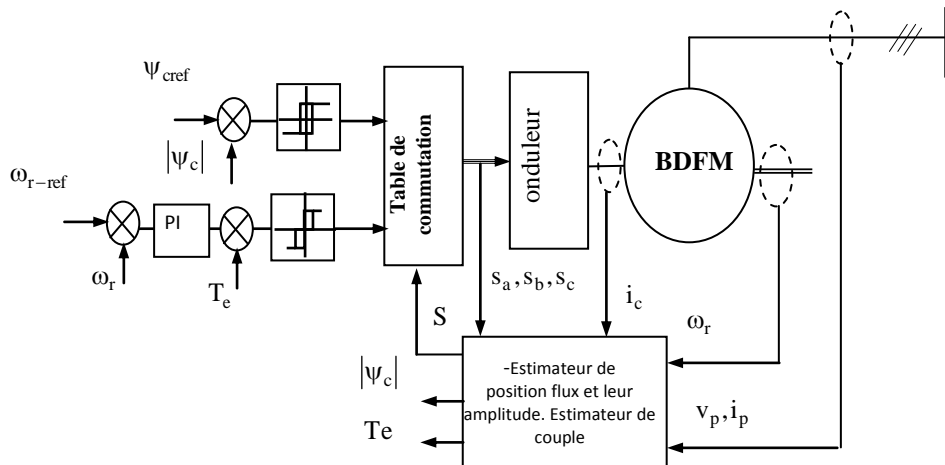 ψcref
|ψc|
ωr−ref
PI
ωr
Te
Table de
commutation
onduleur
BDFM
sa,sb,sc
ic
ωr
S
|ψc|
Te
vp,ip
-Estimateur de
position flux et leur
amplitude. Estimateur de
couple